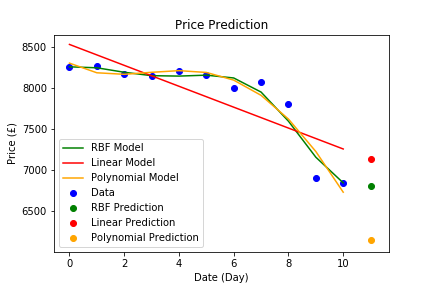 Price Prediction
8500
8000
7500
7000
6500
Price (£)
RBF Model
Linear Model
Polynomial Model
Data
RBF Prediction
Linear Prediction
Polynomial Prediction
0 2 4 6 8 10
Date (Day)